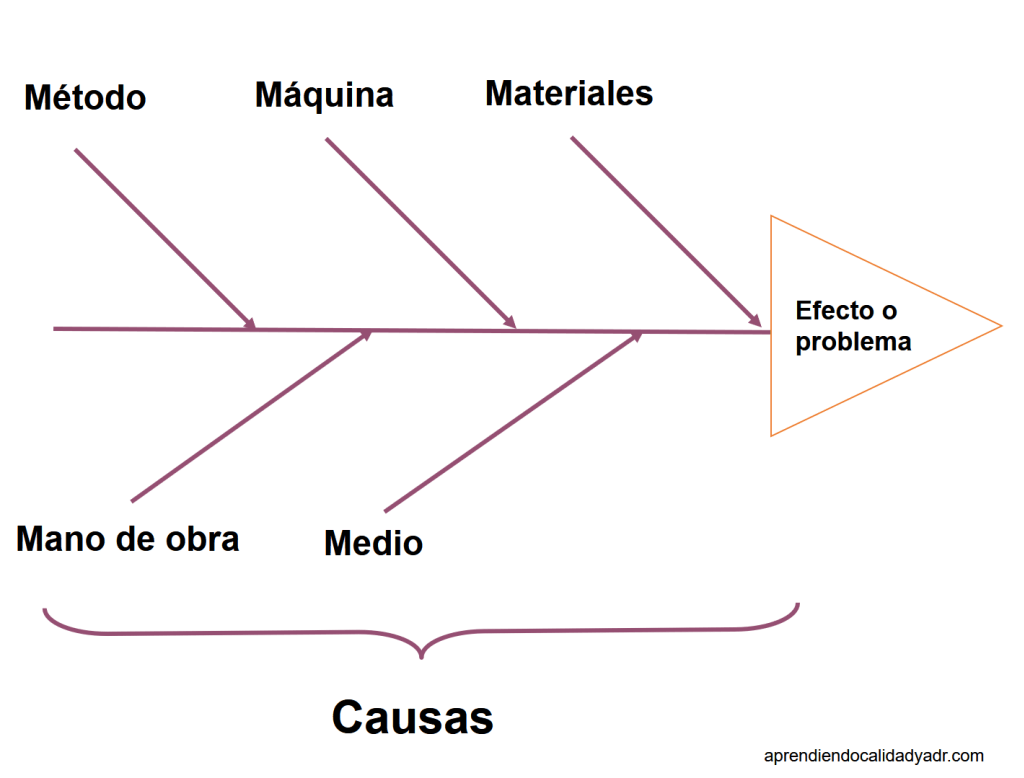 Método
Máquina
Materiales
Efecto o
problema
Mano de obra
Medio
Causas
aprendiendocalidadyadr.com